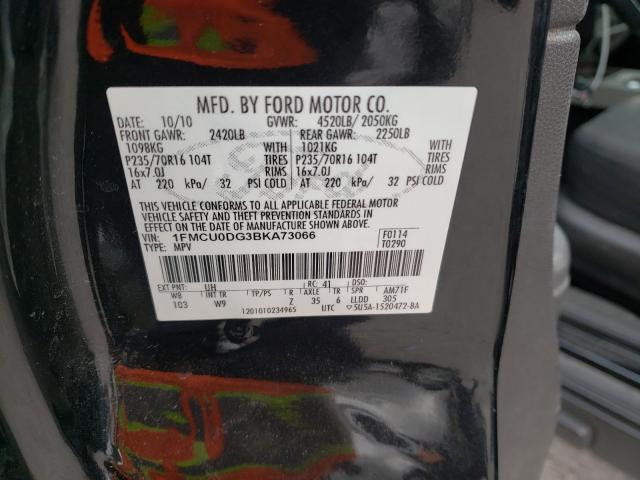 MFD. BY FORD MOTOR CO.
DATE: 10/10 GVWR: 4520LB/ 2050KG
FRONT GAWR: 2420LB REAR GAWR: 2250LB
1098KG WITH 1021KG WITH
P235/70R16 104T TIRES P235/70R16 104T TIRES
16x7.0J RIMS 16x7.0J RIMS
AT 220 kPa/ 32 PSI COLD AT 220 kPa/ 32 PSI COLD
THIS VEHICLE CONFORMS TO ALL APPLICABLE FEDERAL MOTOR
VEHICLE SAFETY AND THEFT PREVENTION STANDARDS IN
EFFECT ON THE DATE OF MANUFACTURE SHOWN ABOVE.
VIN: 1FMCU0DG3BKA73066 F0114
TYPE: MPV T0290
EXT PNT: UH RC: 41 DSO:
WB INT TR TP/PS R AXLE TR SPR AM71F
103 W9 Z 35 6 LLDD 305
1201010234965 UTC 5U5A-1520472-BA